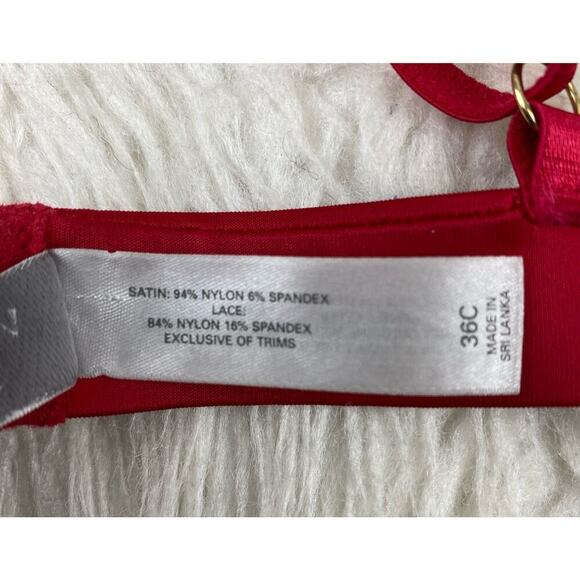 SATIN: 94% NYLON 6% SPANDEX
LACE:
84% NYLON 16% SPANDEX
EXCLUSIVE OF TRIMS
36C
MADE IN
SRI LANKA